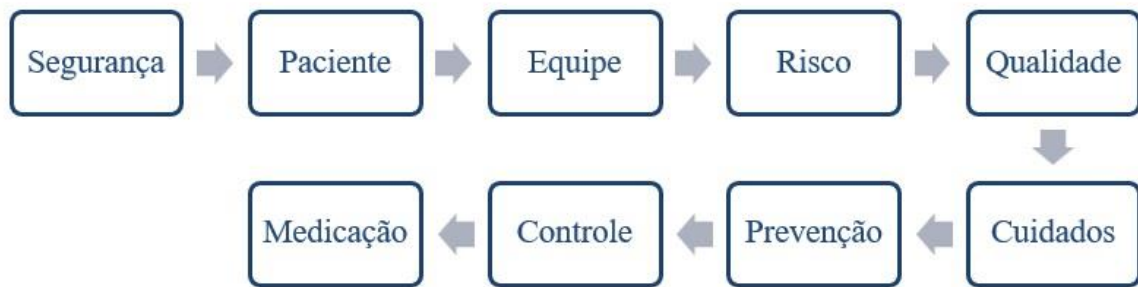 Segurança
Paciente
Equipe
Risco
Qualidade
Cuidados
Prevenção
Controle
Medicação